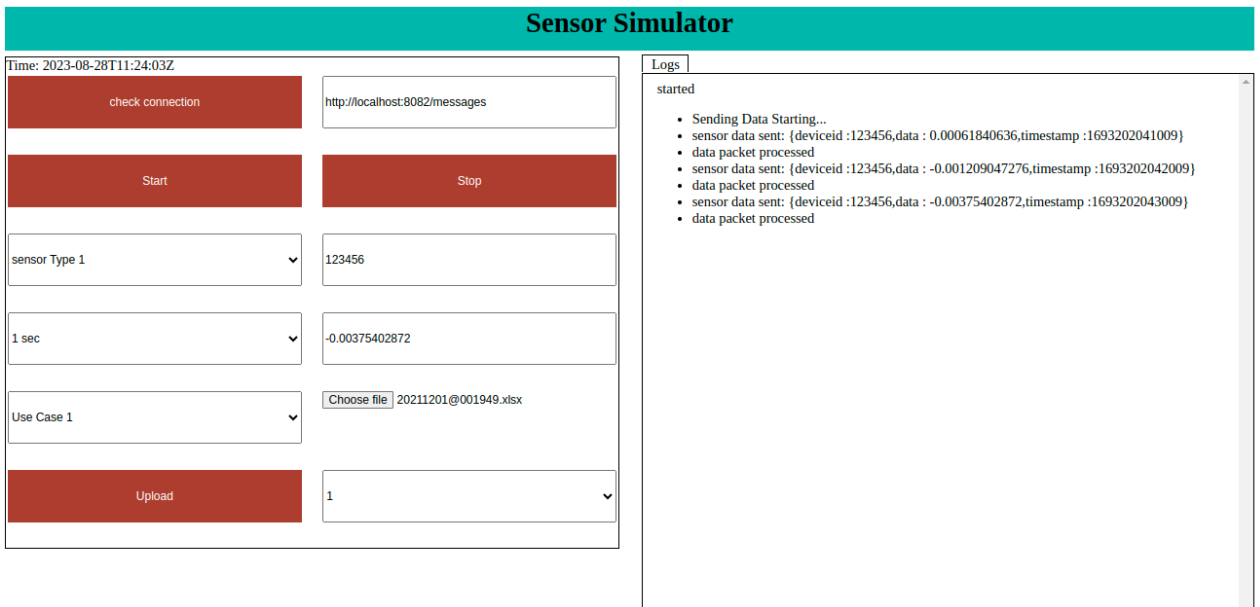 Sensor Simulator
Time: 2023-08-28T11:24:03Z
check connection
http://localhost:8082/messages
Start
Stop
sensor Type 1
123456
1 sec
-0.00375402872
Use Case 1
Choose file 20211201@001949.xlsx
Upload
1
Logs
started
Sending Data Starting...
sensor data sent: {deviceid :123456,data : 0.00061840636,timestamp :1693202041009}
data packet processed
sensor data sent: {deviceid :123456,data : -0.001209047276,timestamp :1693202042009}
data packet processed
sensor data sent: {deviceid :123456,data : -0.00375402872,timestamp :1693202043009}
data packet processed